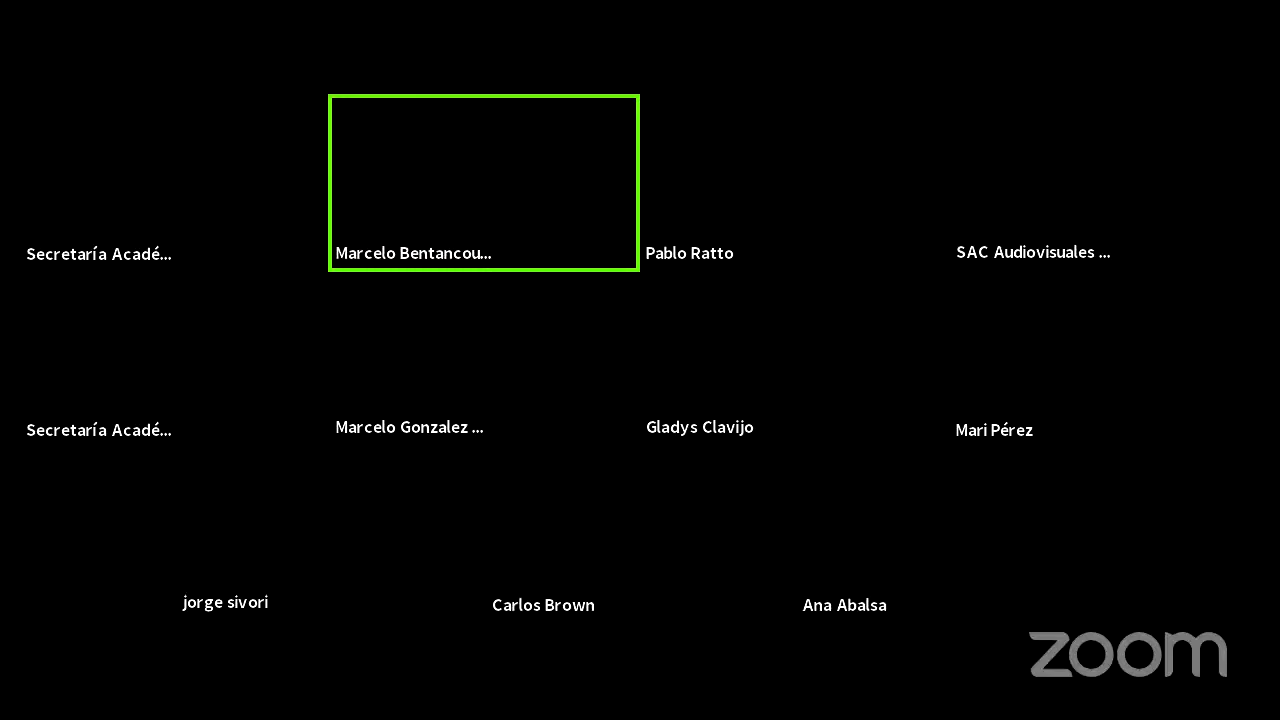 Secretaría Acadé...
Marcelo Bentancou...
Pablo Ratto
SAC Audiovisuales ...
Secretaría Acadé...
Marcelo Gonzalez ...
Gladys Clavijo
Mari Pérez
jorge sivori
Carlos Brown
Ana Abalsa
zoom